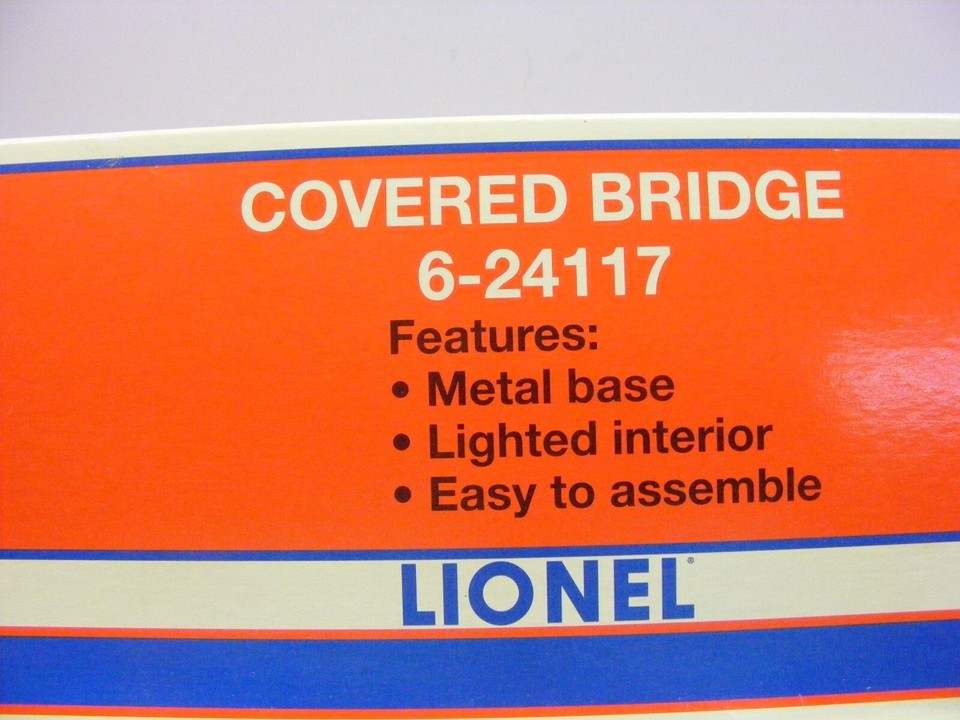 COVERED BRIDGE
6-24117
Features:
• Metal base
• Lighted interior
• Easy to assemble
LIONEL®